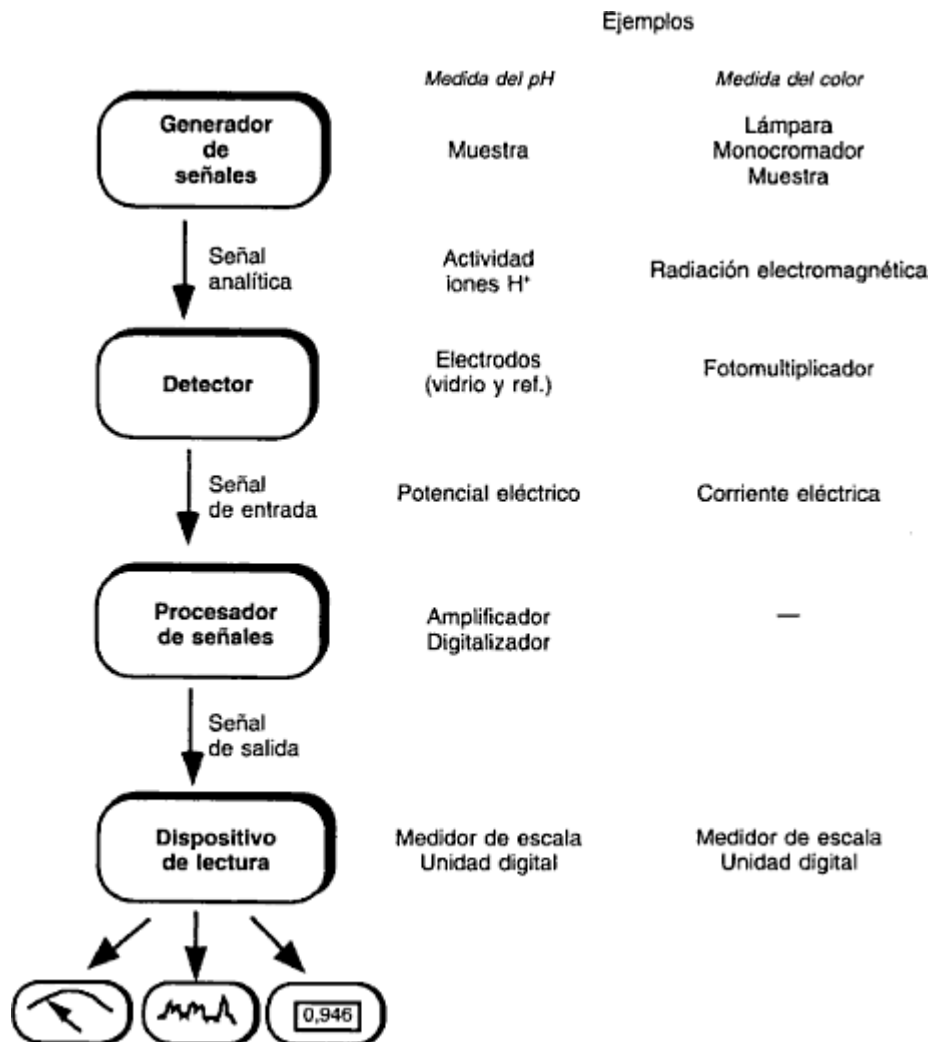 Ejemplos
Medida del pH
Medida del color
Generador
de
señales
Muestra
Lámpara
Monocromador
Muestra
Señal
analítica
Actividad
iones H⁺
Radiación electromagnética
Detector
Electrodos
(vidrio y ref.)
Fotomultiplicador
Señal
de entrada
Potencial eléctrico
Corriente eléctrica
Procesador
de señales
Amplificador
Digitalizador
—
Señal
de salida
Dispositivo
de lectura
Medidor de escala
Unidad digital
Medidor de escala
Unidad digital
0,946